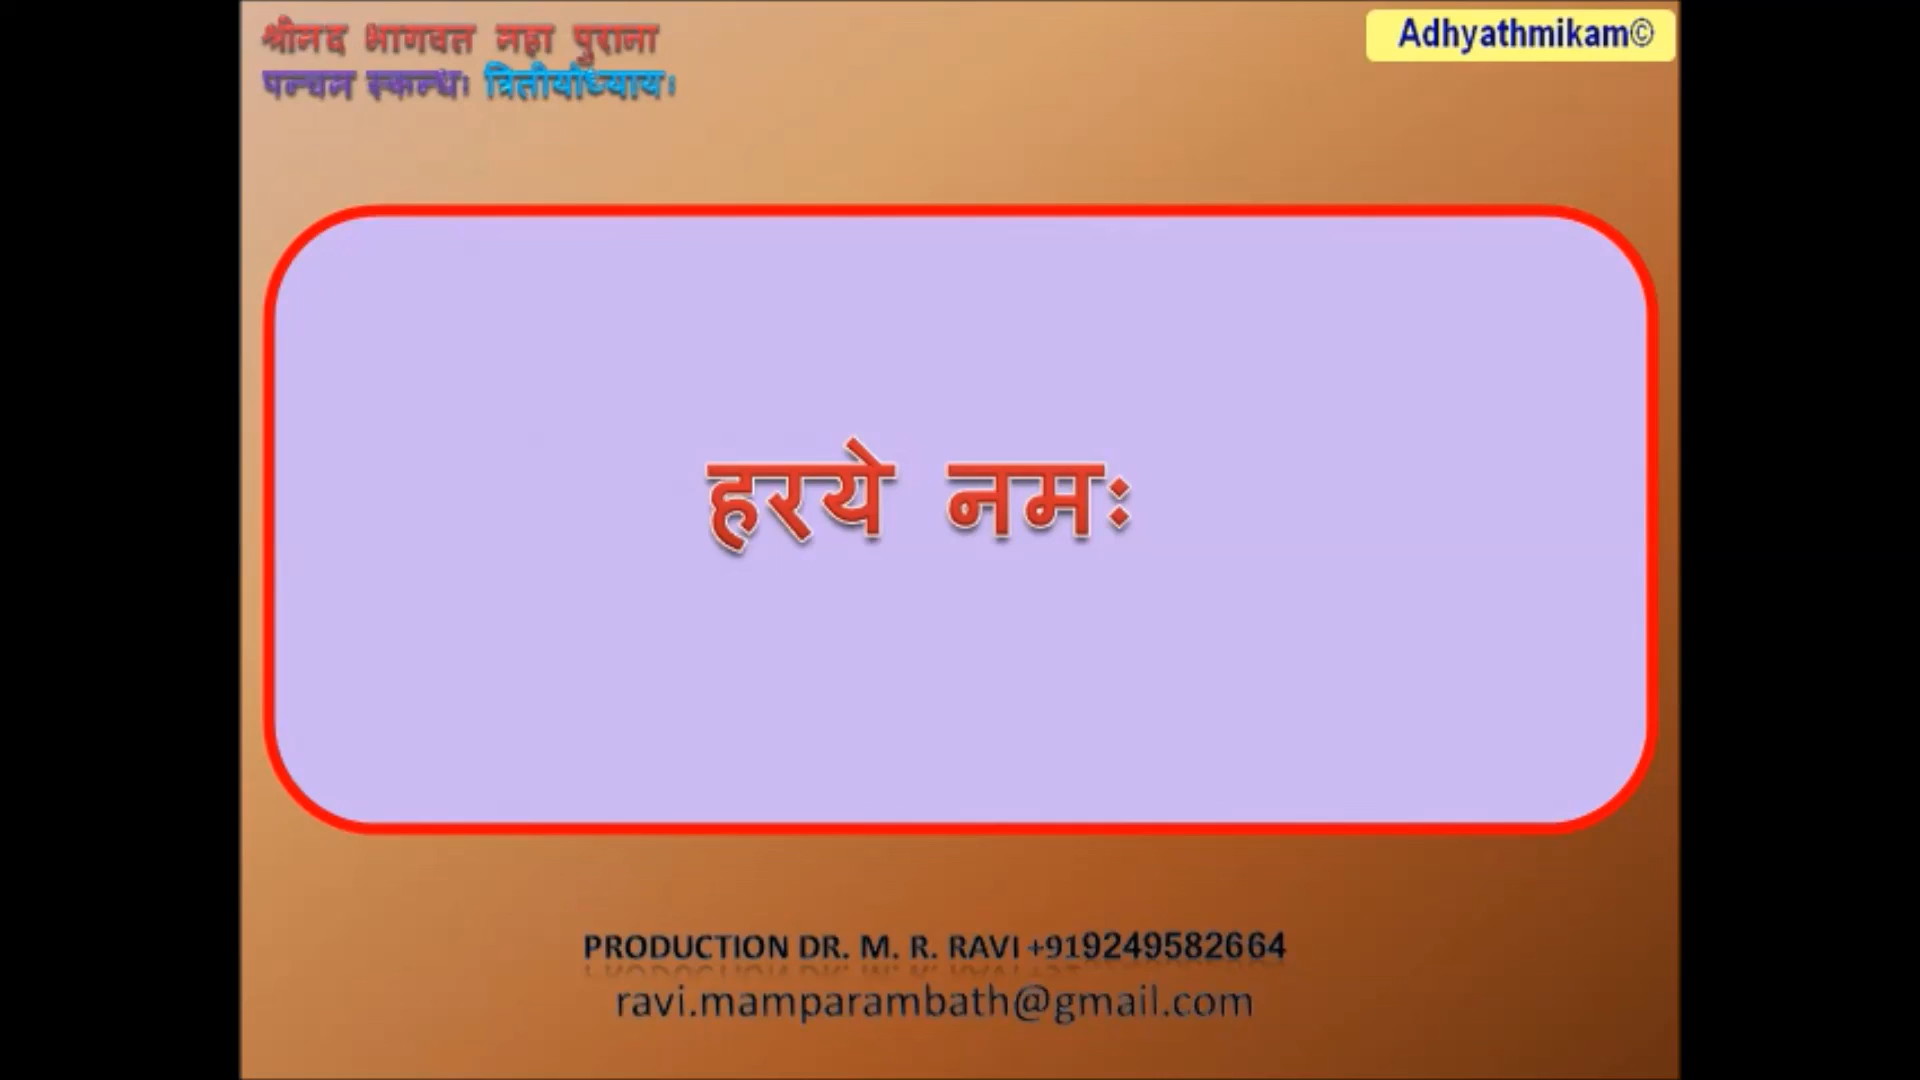 श्रीमद भागवत महा पुराना
Adhyathmikam©
पन्चम स्कन्धः त्रितीयोध्यायः
हरये नमः
PRODUCTION DR. M. R. RAVI +919249582664
ravi.mamparambath@gmail.com